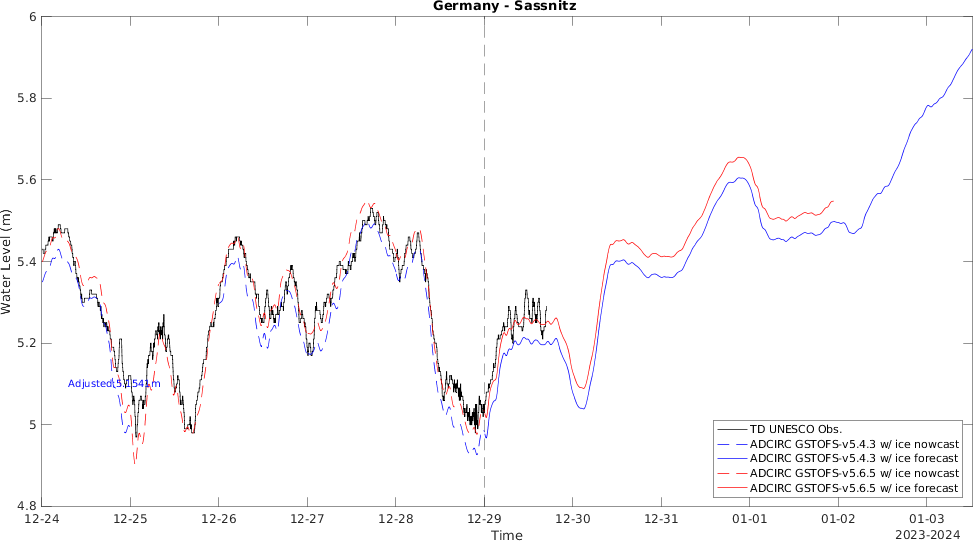 Germany - Sassnitz
6
5.8
5.6
5.4
5.2
5
4.8
Water Level (m)
TD UNESCO Obs.
ADCIRC GSTOFS-v5.4.3 w/ ice nowcast
ADCIRC GSTOFS-v5.4.3 w/ ice forecast
ADCIRC GSTOFS-v5.6.5 w/ ice nowcast
ADCIRC GSTOFS-v5.6.5 w/ ice forecast
12-24 12-25 12-26 12-27 12-28 12-29 12-30 12-31 01-01 01-02 01-03
2023-2024
Time